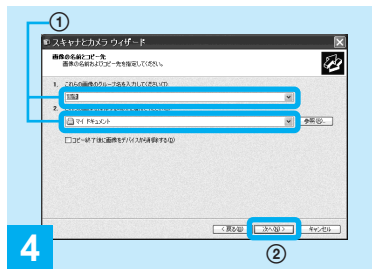 ①
スキャナとカメラ ウィザード
画像の名前とコピー先
画像の名前およびコピー先を指定してください。
1. これらの画像のグループ名を入力してください(T):
2.
マイ ドキュメント
参照(R)...
コピー終了後に画像をデバイスから削除する(D)
< 戻る(B)
次へ(N) >
キャンセル
4
②